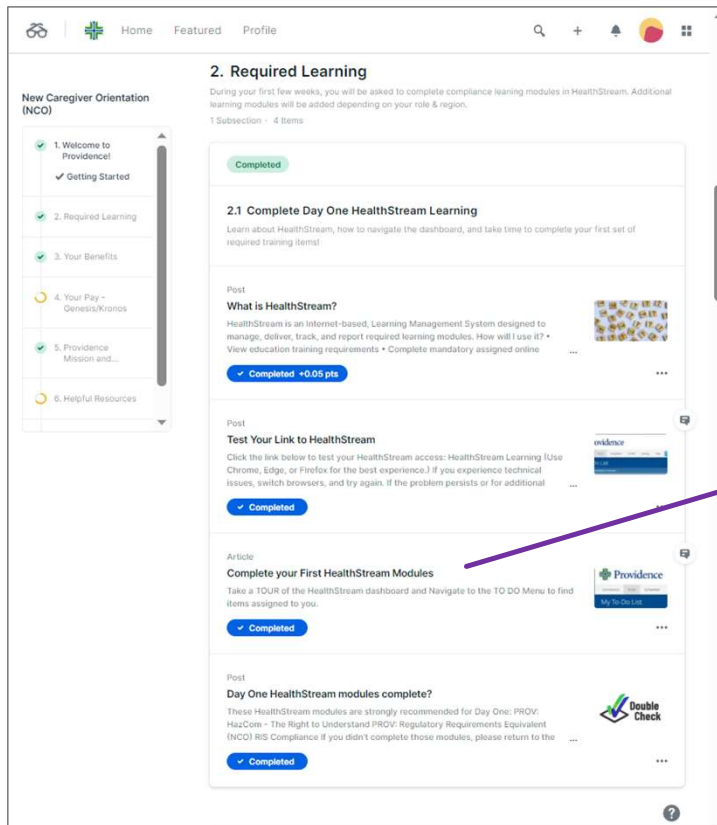 Home Featured Profile
New Caregiver Orientation
(NCO)
1. Welcome to
Providence!
Getting Started
2. Required Learning
3. Your Benefits
4. Your Pay -
Genesis/Kronos
5. Providence
Mission and...
6. Helpful Resources
2. Required Learning
During your first few weeks, you will be asked to complete compliance leaning modules in HealthStream. Additional
learning modules will be added depending on your role & region.
1 Subsection · 4 Items
Completed
2.1 Complete Day One HealthStream Learning
Learn about HealthStream, how to navigate the dashboard, and take time to complete your first set of
required training items!
Post
What is HealthStream?
HealthStream is an Internet-based, Learning Management System designed to
manage, deliver, track, and report required learning modules. How will I use it? •
View education training requirements • Complete mandatory assigned online ...
Completed +0.05 pts
Post
Test Your Link to HealthStream
Click the link below to test your HealthStream access: HealthStream Learning (Use
Chrome, Edge, or Firefox for the best experience.) If you experience technical
issues, switch browsers, and try again. If the problem persists or for additional ...
ovidence
Completed
Article
Complete your First HealthStream Modules
Take a TOUR of the HealthStream dashboard and Navigate to the TO DO Menu to find
items assigned to you.
Providence
My To-Do List
Completed
Post
Day One HealthStream modules complete?
These HealthStream modules are strongly recommended for Day One: PROV:
HazCom - The Right to Understand PROV: Regulatory Requirements Equivalent
(NCO) RIS Compliance If you didn't complete those modules, please return to the ...
Double
Check
Completed